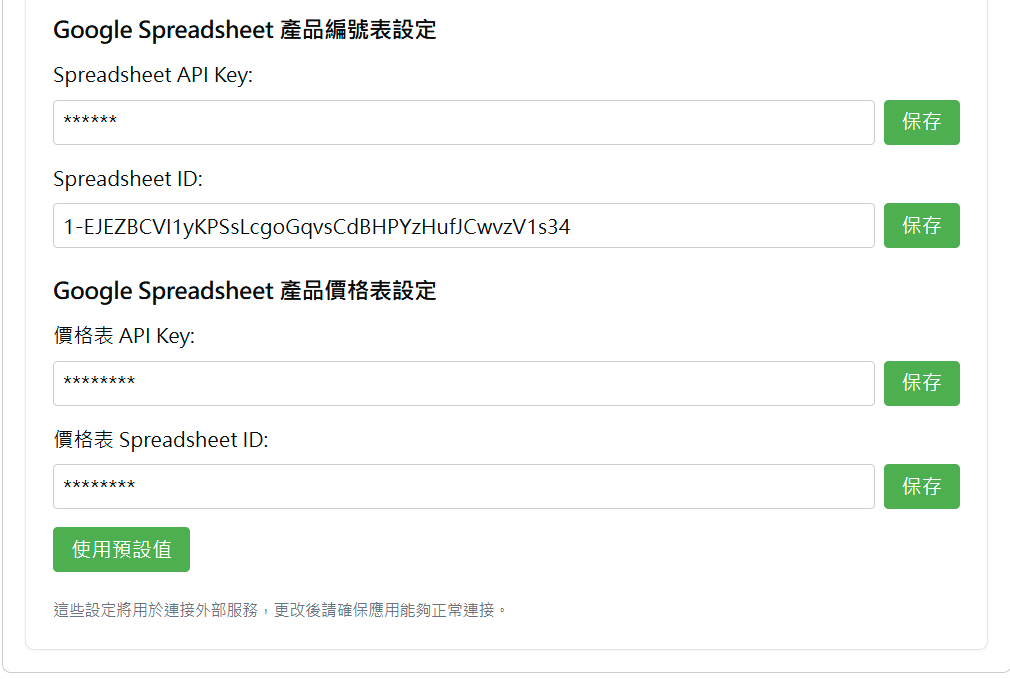 Google Spreadsheet 產品編號表設定
Spreadsheet API Key:
******
保存
Spreadsheet ID:
1-EJEZBCVI1yKPSsLcgoGqvsCdBHPYzHufJCwvzV1s34
保存
Google Spreadsheet 產品價格表設定
價格表 API Key:
********
保存
價格表 Spreadsheet ID:
********
保存
使用預設值
這些設定將用於連接外部服務，更改後請確保應用能夠正常連接。